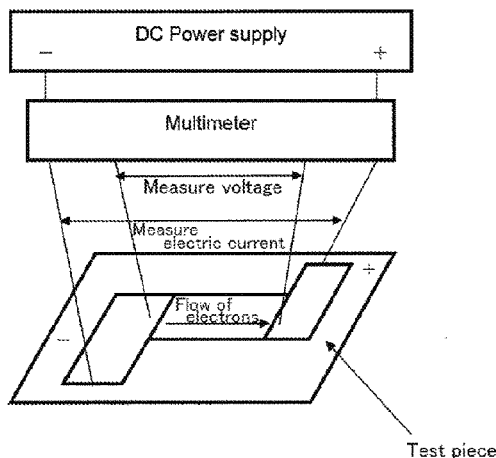 DC Power supply
− +
Multimeter
Measure voltage
Measure
electric current
+
Flow of
electrons
−
Test piece